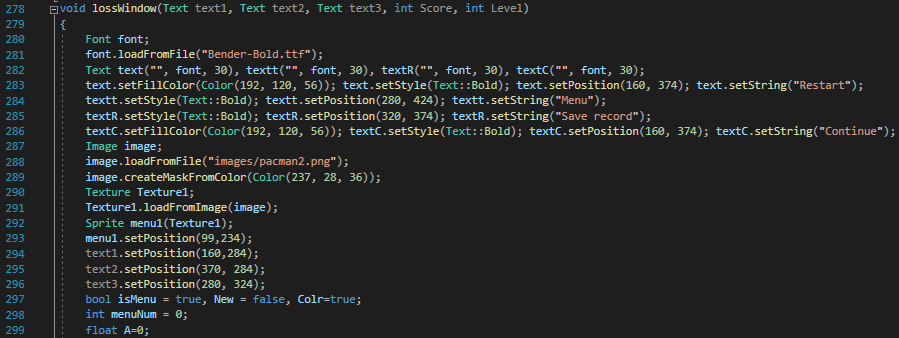 278 void lossWindow(Text text1, Text text2, Text text3, int Score, int Level)
279 {
280 Font font;
281 font.loadFromFile("Bender-Bold.ttf");
282 Text text("", font, 30), textt("", font, 30), textR("", font, 30), textC("", font, 30);
283 text.setFillColor(Color(192, 120, 56)); text.setStyle(Text::Bold); text.setPosition(160, 374); text.setString("Restart");
284 textt.setStyle(Text::Bold); textt.setPosition(280, 424); textt.setString("Menu");
285 textR.setStyle(Text::Bold); textR.setPosition(320, 374); textR.setString("Save record");
286 textC.setFillColor(Color(192, 120, 56)); textC.setStyle(Text::Bold); textC.setPosition(160, 374); textC.setString("Continue");
287 Image image;
288 image.loadFromFile("images/pacman2.png");
289 image.createMaskFromColor(Color(237, 28, 36));
290 Texture Texture1;
291 Texture1.loadFromImage(image);
292 Sprite menu1(Texture1);
293 menu1.setPosition(99,234);
294 text1.setPosition(160,284);
295 text2.setPosition(370, 284);
296 text3.setPosition(280, 324);
297 bool isMenu = true, New = false, Colr=true;
298 int menuNum = 0;
299 float A=0;